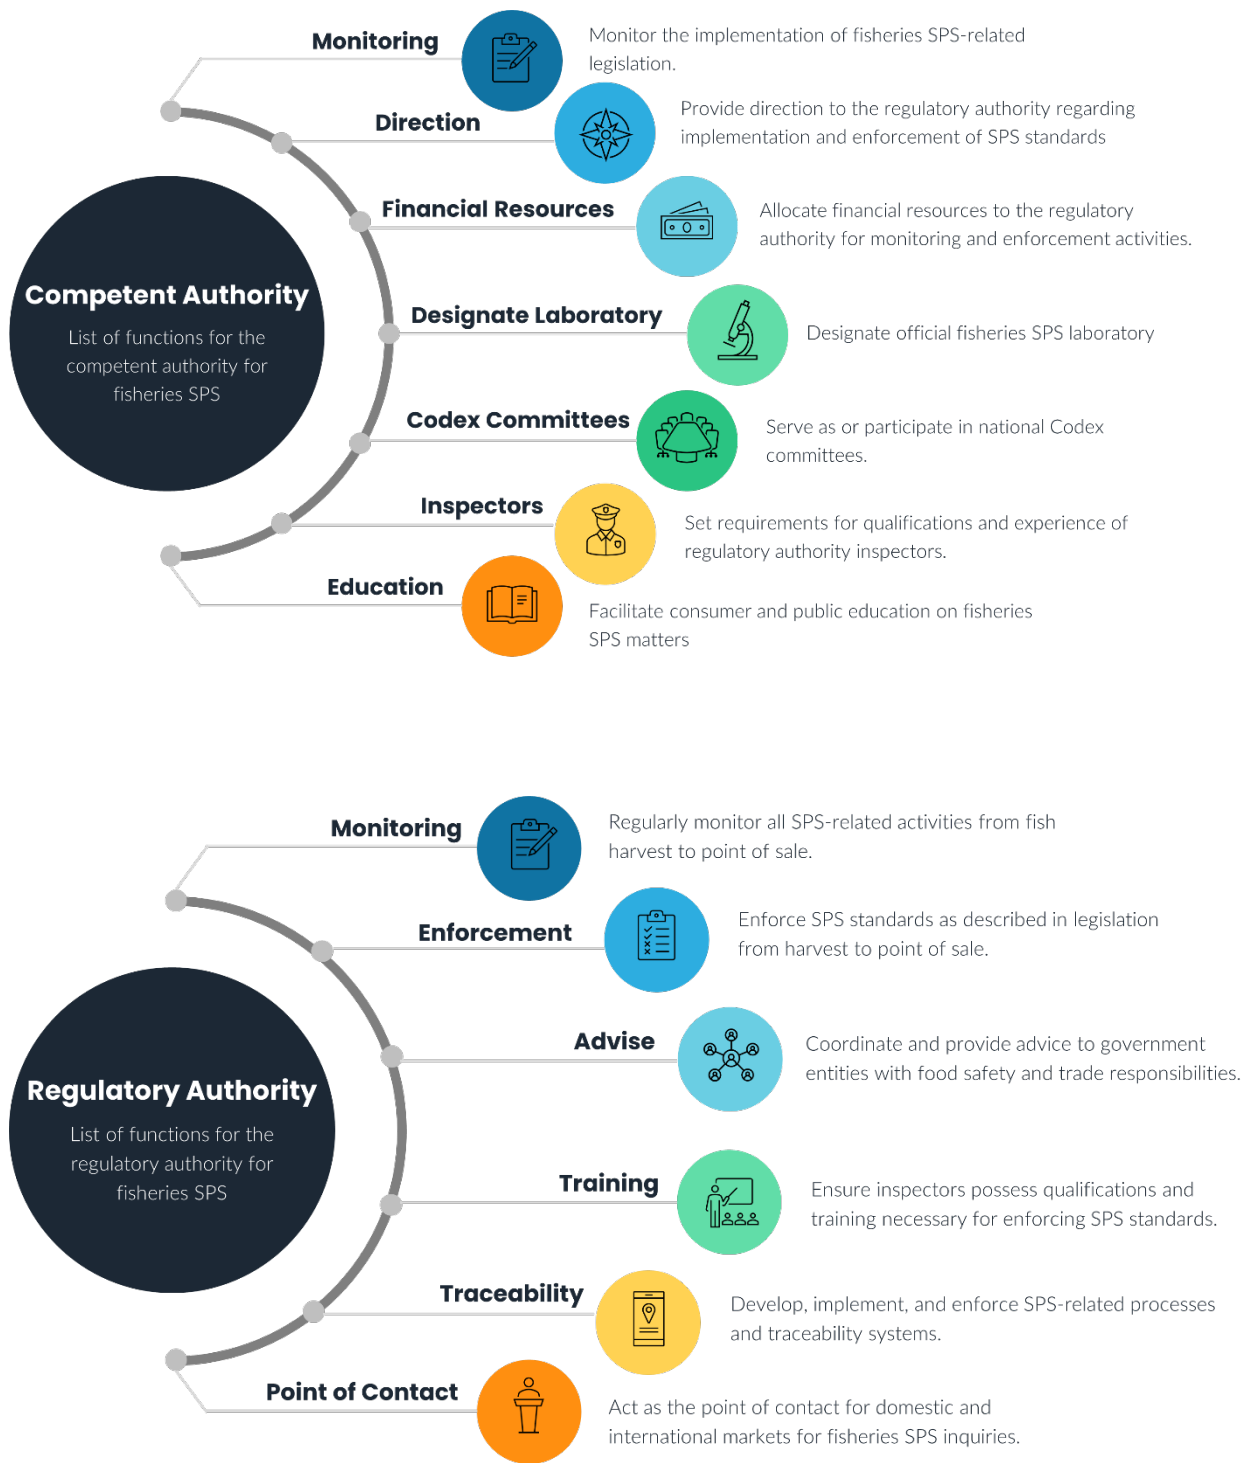 Monitoring
Monitor the implementation of fisheries SPS-related
legislation.
Direction
Provide direction to the regulatory authority regarding
implementation and enforcement of SPS standards
Financial Resources
Allocate financial resources to the regulatory
authority for monitoring and enforcement activities.
Competent Authority
List of functions for the
competent authority for
fisheries SPS
Designate Laboratory
Designate official fisheries SPS laboratory
Codex Committees
Serve as or participate in national Codex
committees.
Inspectors
Set requirements for qualifications and experience of
regulatory authority inspectors.
Education
Facilitate consumer and public education on fisheries
SPS matters
Monitoring
Regularly monitor all SPS-related activities from fish
harvest to point of sale.
Enforcement
Enforce SPS standards as described in legislation
from harvest to point of sale.
Advise
Coordinate and provide advice to government
entities with food safety and trade responsibilities.
Regulatory Authority
List of functions for the
regulatory authority for
fisheries SPS
Training
Ensure inspectors possess qualifications and
training necessary for enforcing SPS standards.
Traceability
Develop, implement, and enforce SPS-related processes
and traceability systems.
Point of Contact
Act as the point of contact for domestic and
international markets for fisheries SPS inquiries.